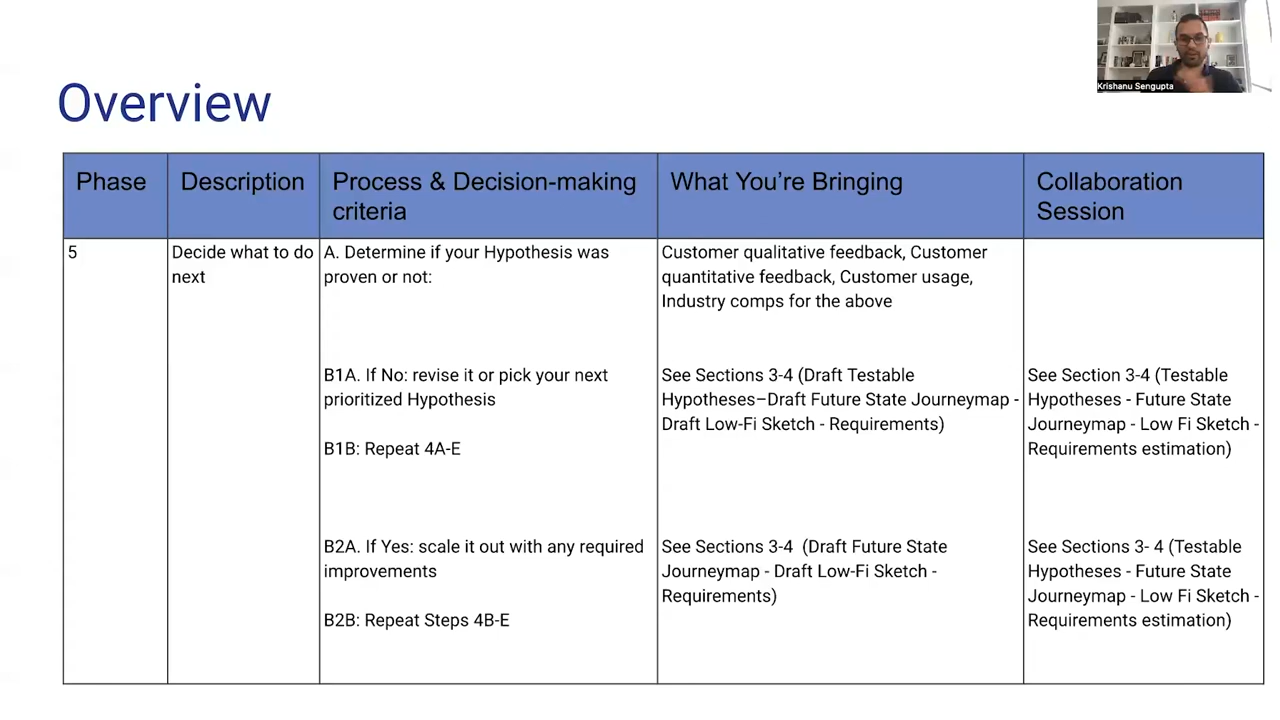 Krishanu Sengupta
Overview
Phase
Description
Process & Decision-making
criteria
What You're Bringing
Collaboration
Session
5
Decide what to do
next
A. Determine if your Hypothesis was
proven or not:
Customer qualitative feedback, Customer
quantitative feedback, Customer usage,
Industry comps for the above
B1A. If No: revise it or pick your next
prioritized Hypothesis
B1B: Repeat 4A-E
See Sections 3-4 (Draft Testable
Hypotheses–Draft Future State Journeymap -
Draft Low-Fi Sketch - Requirements)
See Section 3-4 (Testable
Hypotheses - Future State
Journeymap - Low Fi Sketch -
Requirements estimation)
B2A. If Yes: scale it out with any required
improvements
B2B: Repeat Steps 4B-E
See Sections 3-4  (Draft Future State
Journeymap - Draft Low-Fi Sketch -
Requirements)
See Sections 3- 4 (Testable
Hypotheses - Future State
Journeymap - Low Fi Sketch -
Requirements estimation)